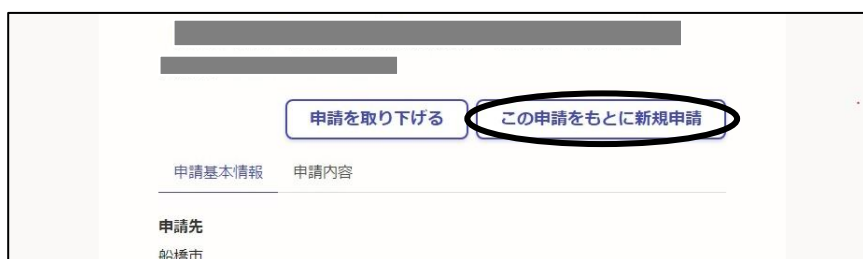 申請を取り下げる この申請をもとに新規申請
申請基本情報 申請内容
申請先
船橋市